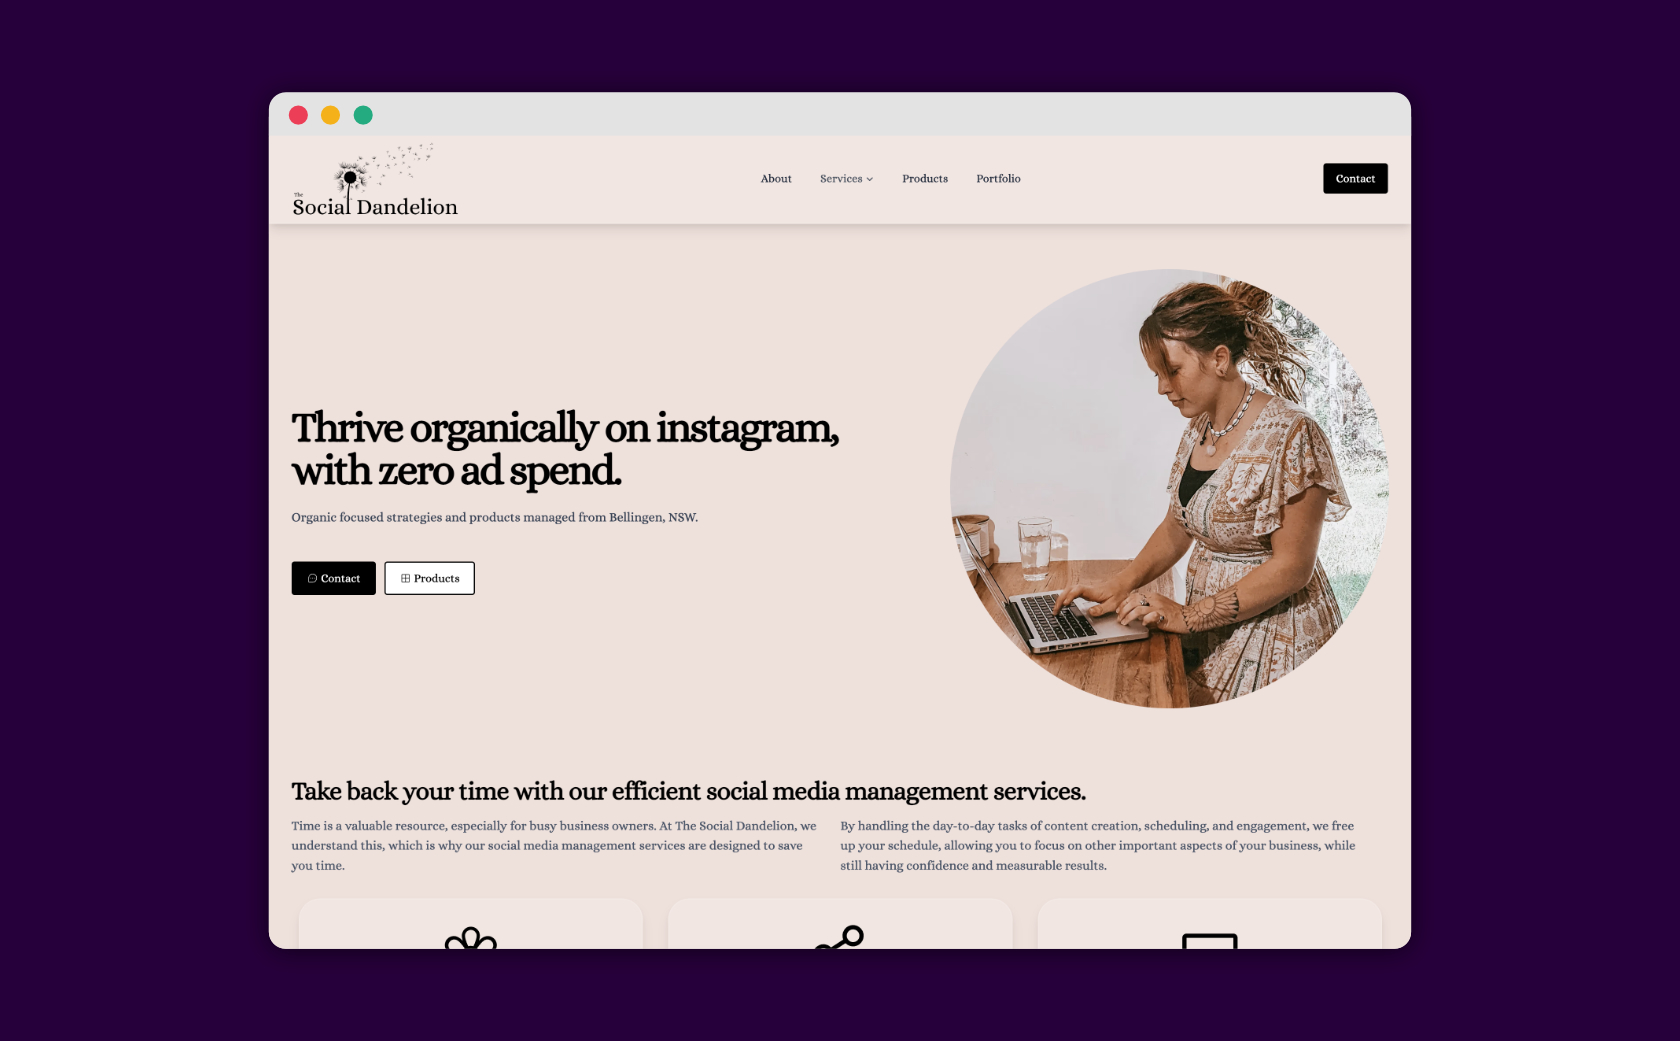 The
Social Dandelion
About
Services
Products
Portfolio
Contact
Thrive organically on instagram,
with zero ad spend.
Organic focused strategies and products managed from Bellingen, NSW.
Contact
Products
Take back your time with our efficient social media management services.
Time is a valuable resource, especially for busy business owners. At The Social Dandelion, we
understand this, which is why our social media management services are designed to save
you time.
By handling the day-to-day tasks of content creation, scheduling, and engagement, we free
up your schedule, allowing you to focus on other important aspects of your business, while
still having confidence and measurable results.